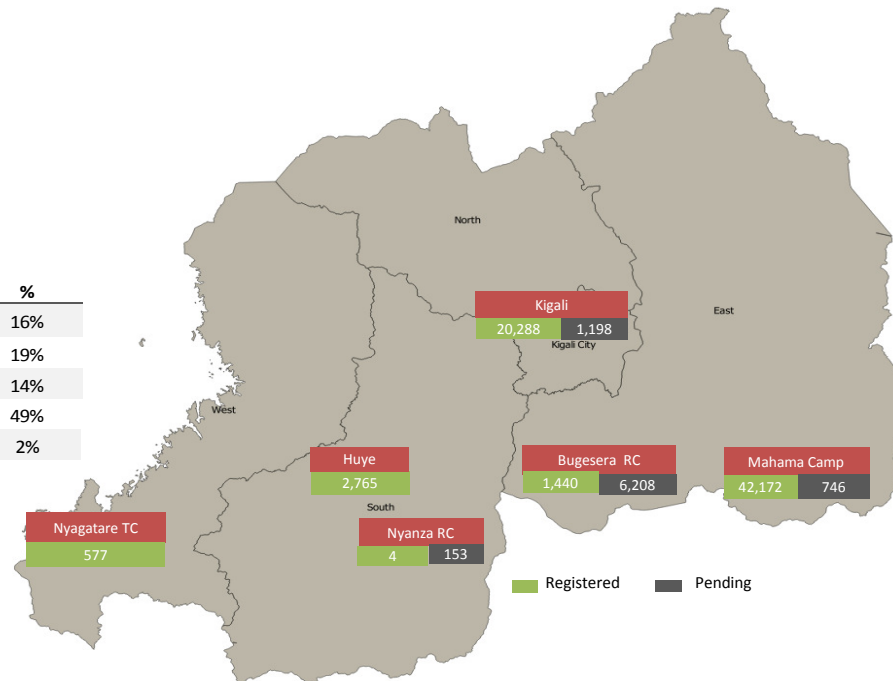 North
%
16%
19%
14%
49%
2%
Kigali
20,288 1,198
Kigali City
East
West
Huye
2,765
South
Bugesera RC
1,440 6,208
Mahama Camp
42,172 746
Nyagatare TC
577
Nyanza RC
4 153
Registered Pending